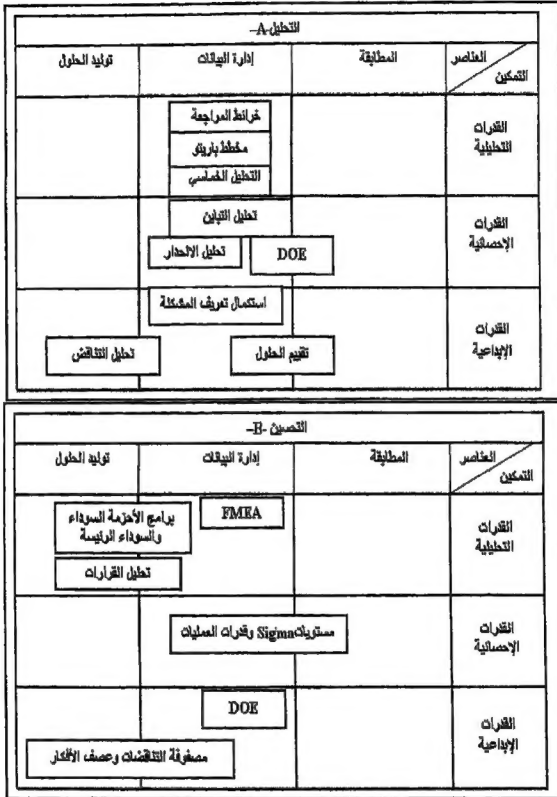 التحليل-A-
العناصر
التمكين
المطابقة
إدارة البيانات
توليد الحلول
القدرات
التحليلية
خرائط المراجعة
مخطط باريتو
التحليل الخماسي
القدرات
الإحصائية
تحليل التباين
DOE
تحليل الانحدار
القدرات
الإبداعية
استكمال تعريف المشكلة
تقييم الحلول
تحليل التناقض
التحسين -B-
العناصر
التمكين
المطابقة
إدارة البيانات
توليد الحلول
القدرات
التحليلية
FMEA
برامج الأحزمة السوداء
والسوداء الرئيسة
تحليل القرارات
القدرات
الإحصائية
مستوياتSigma وقدرات العمليات
القدرات
الإبداعية
DOE
مصفوفة التناقضات وعصف الأفكار